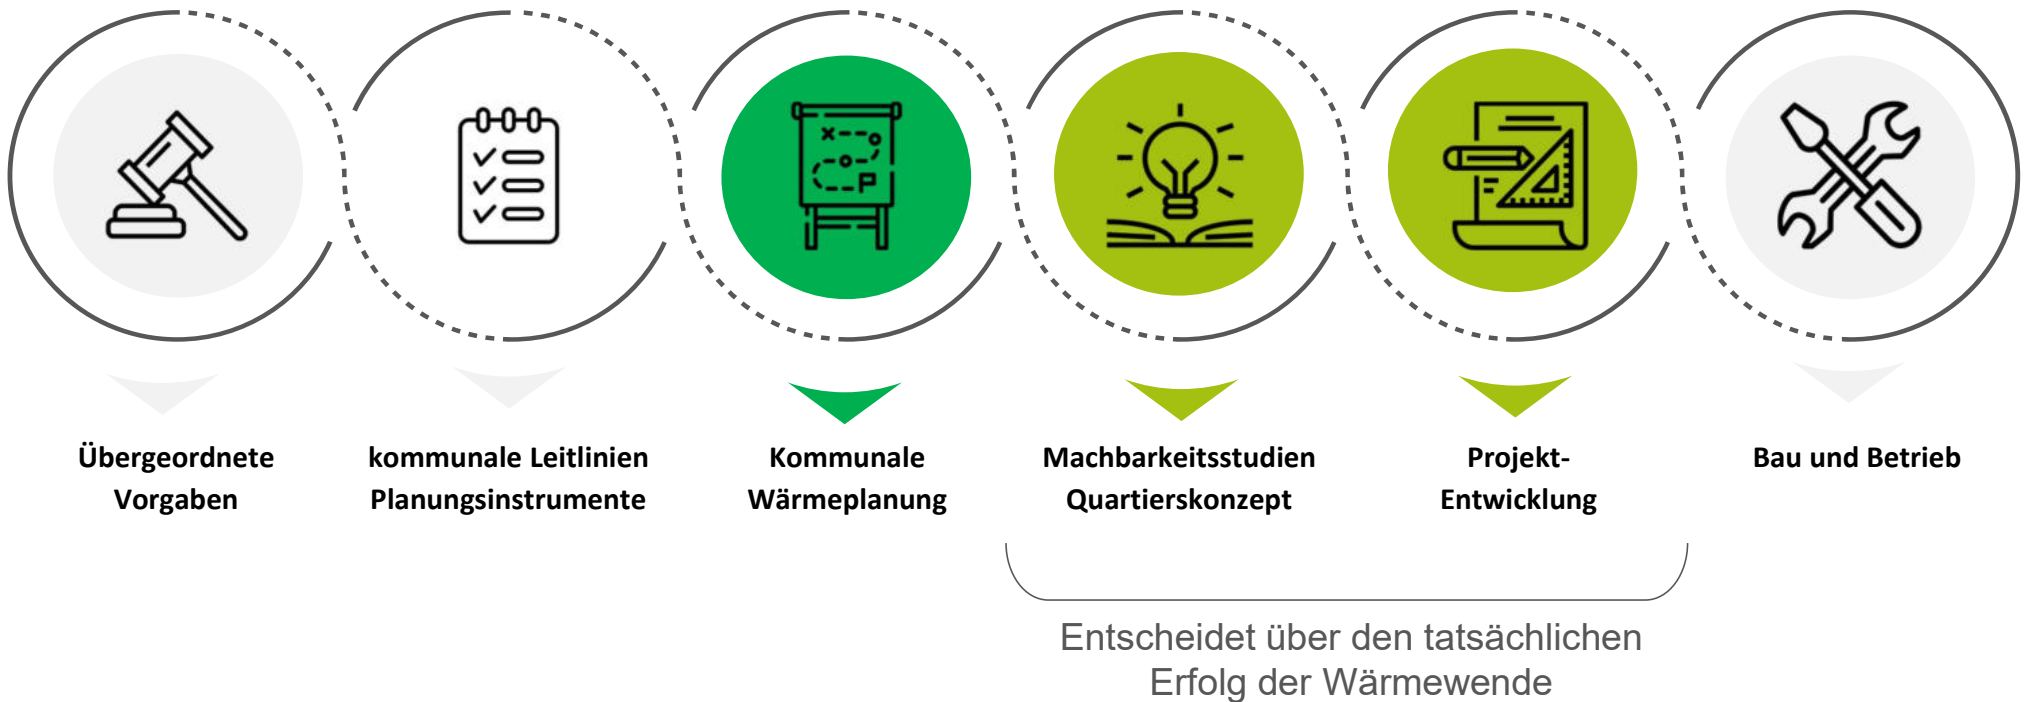 Übergeordnete
Vorgaben
kommunale Leitlinien
Planungsinstrumente
Kommunale
Wärmeplanung
Machbarkeitsstudien
Quartierskonzept
Projekt-
Entwicklung
Bau und Betrieb
Entscheidet über den tatsächlichen
Erfolg der Wärmewende